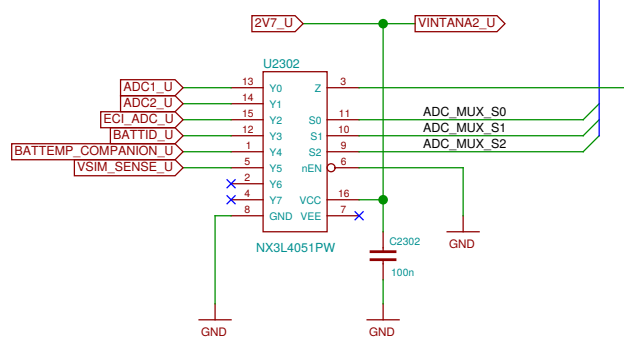 2V7_U VINTANA2_U
U2302
ADC1_U 13 Y0 Z 3
ADC2_U 14 Y1
ECI_ADC_U 15 Y2 S0 11 ADC_MUX_S0
BATTID_U 12 Y3 S1 10 ADC_MUX_S1
BATTEMP_COMPANION_U 1 Y4 S2 9 ADC_MUX_S2
VSIM_SENSE_U 5 Y5 nEN 6
2 Y6
4 Y7 VCC 16
8 GND VEE 7
NX3L4051PW
C2302
100n
GND
GND
GND